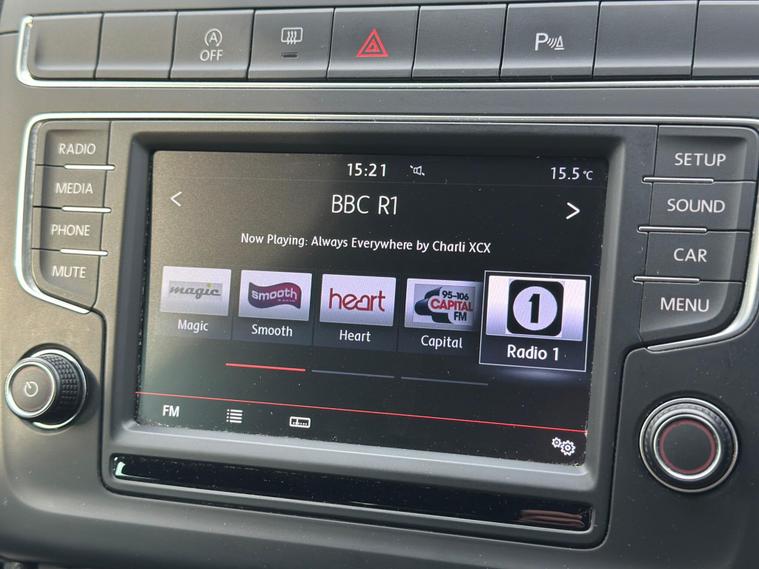 A
OFF
P
RADIO
MEDIA
PHONE
MUTE
15:21
15.5 °C
BBC R1
Now Playing: Always Everywhere by Charli XCX
magic
Magic
smooth
Smooth
heart
Heart
95-106
CAPITAL
FM
Capital
1
Radio 1
FM
SETUP
SOUND
CAR
MENU